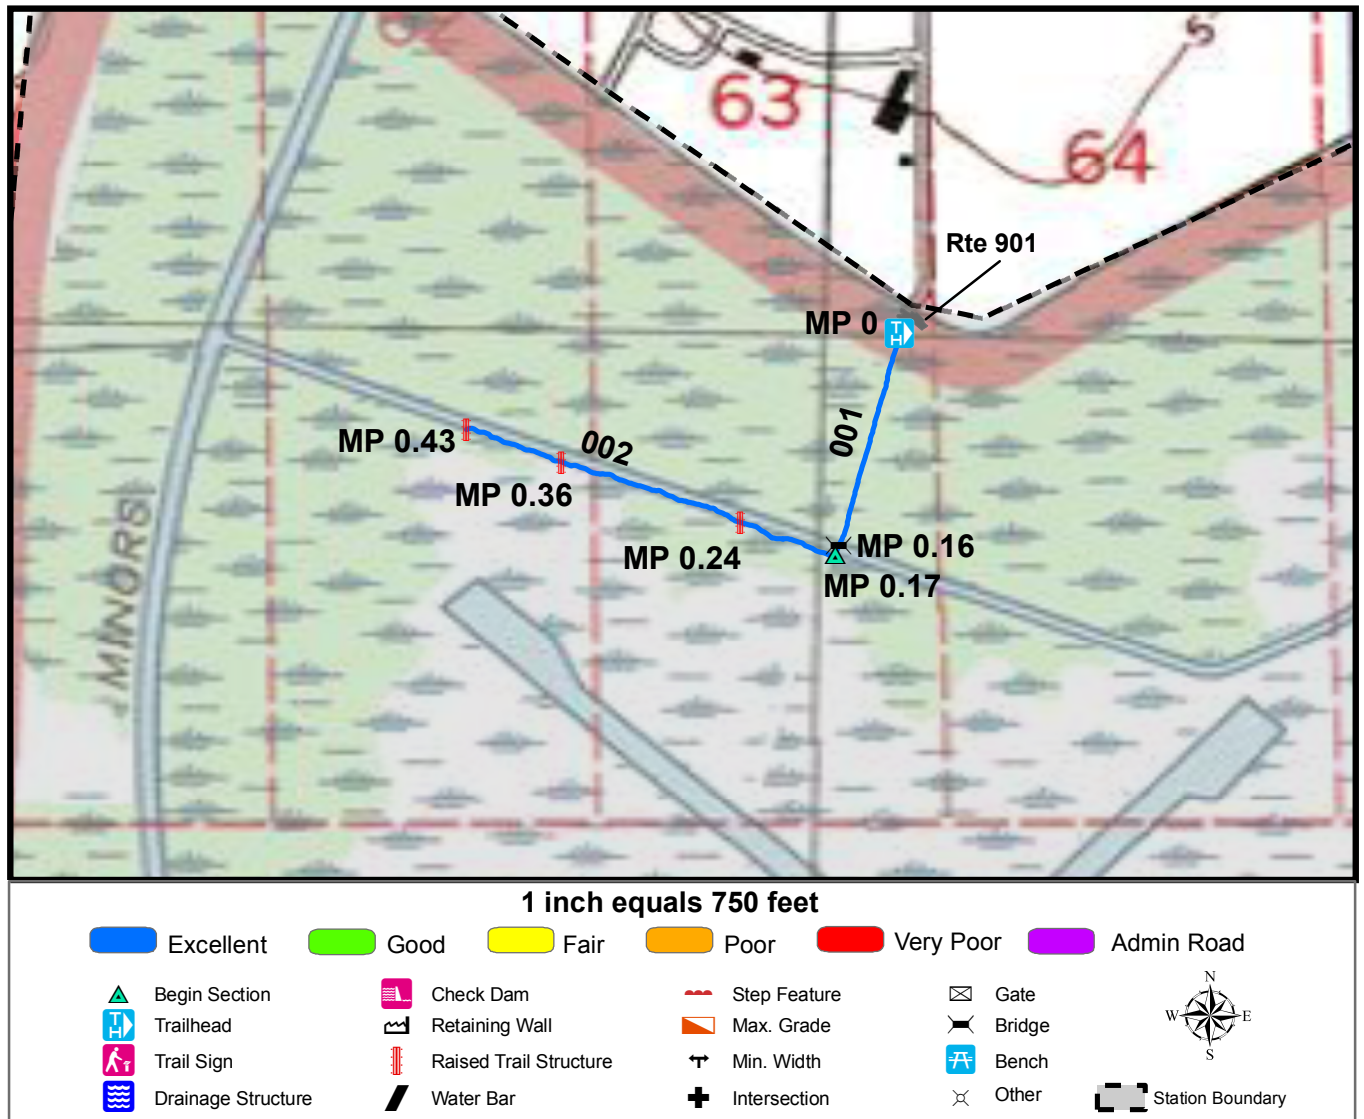 62
63
64
5
Rte 901
MP 0
001
002
MP 0.43
MP 0.36
MP 0.24
MP 0.16
MP 0.17
MINORS
1 inch equals 750 feet
Excellent Good Fair Poor Very Poor Admin Road
Begin Section Check Dam Step Feature Gate
TH Trailhead Retaining Wall Max. Grade Bridge
Trail Sign Raised Trail Structure Min. Width Bench
Drainage Structure Water Bar Intersection Other Station Boundary
N
W E
S